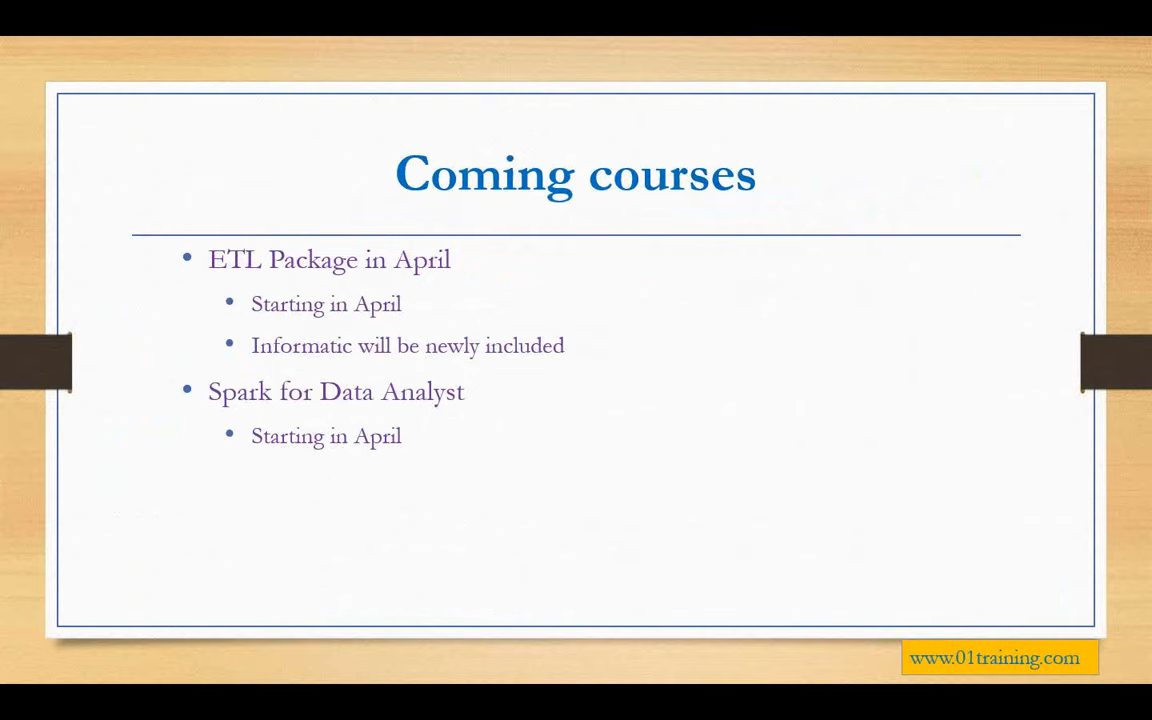 Coming courses
• ETL Package in April
• Starting in April
• Informatic will be newly included
• Spark for Data Analyst
• Starting in April
www.01training.com